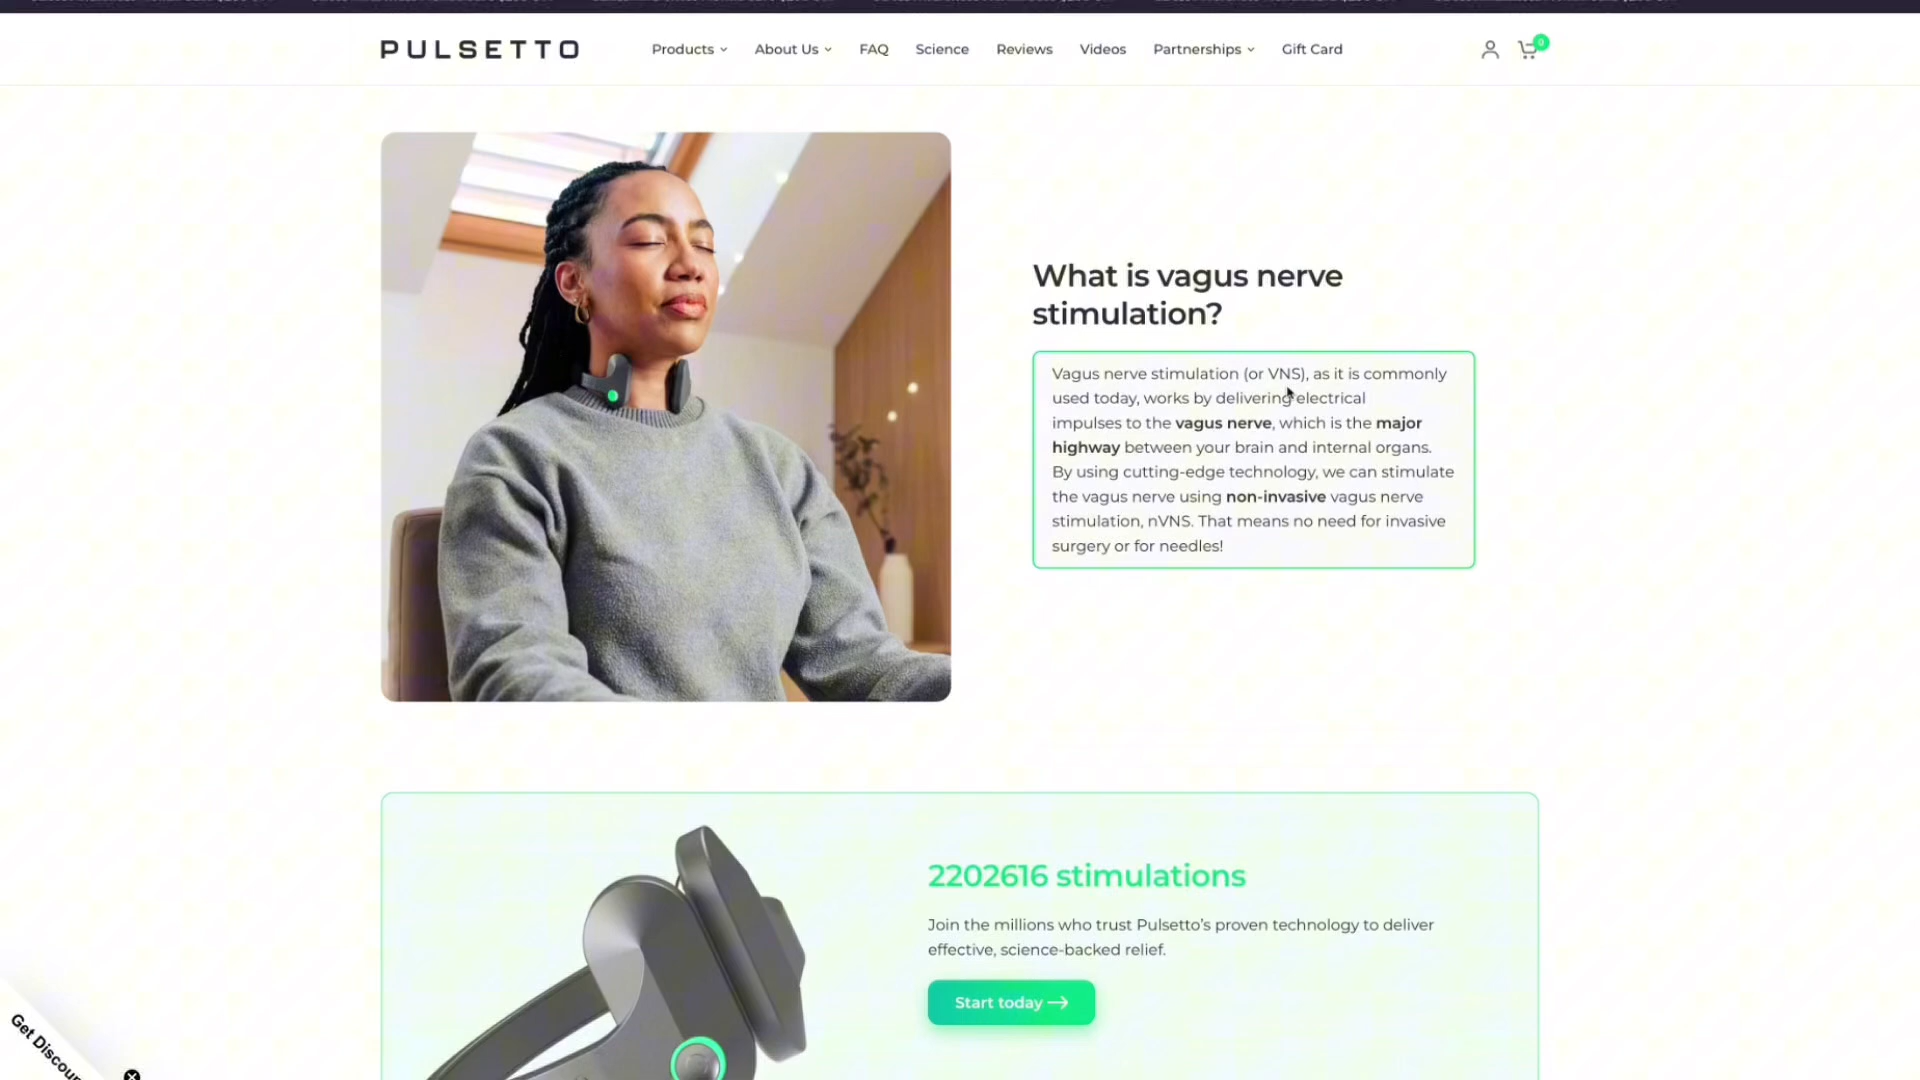 PULSETTO
Products
About Us
FAQ
Science
Reviews
Videos
Partnerships
Gift Card
0
What is vagus nerve
stimulation?
Vagus nerve stimulation (or VNS), as it is commonly
used today, works by delivering electrical
impulses to the vagus nerve, which is the major
highway between your brain and internal organs.
By using cutting-edge technology, we can stimulate
the vagus nerve using non-invasive vagus nerve
stimulation, nVNS. That means no need for invasive
surgery or for needles!
2202616 stimulations
Join the millions who trust Pulsetto's proven technology to deliver
effective, science-backed relief.
Start today
Get Discoun